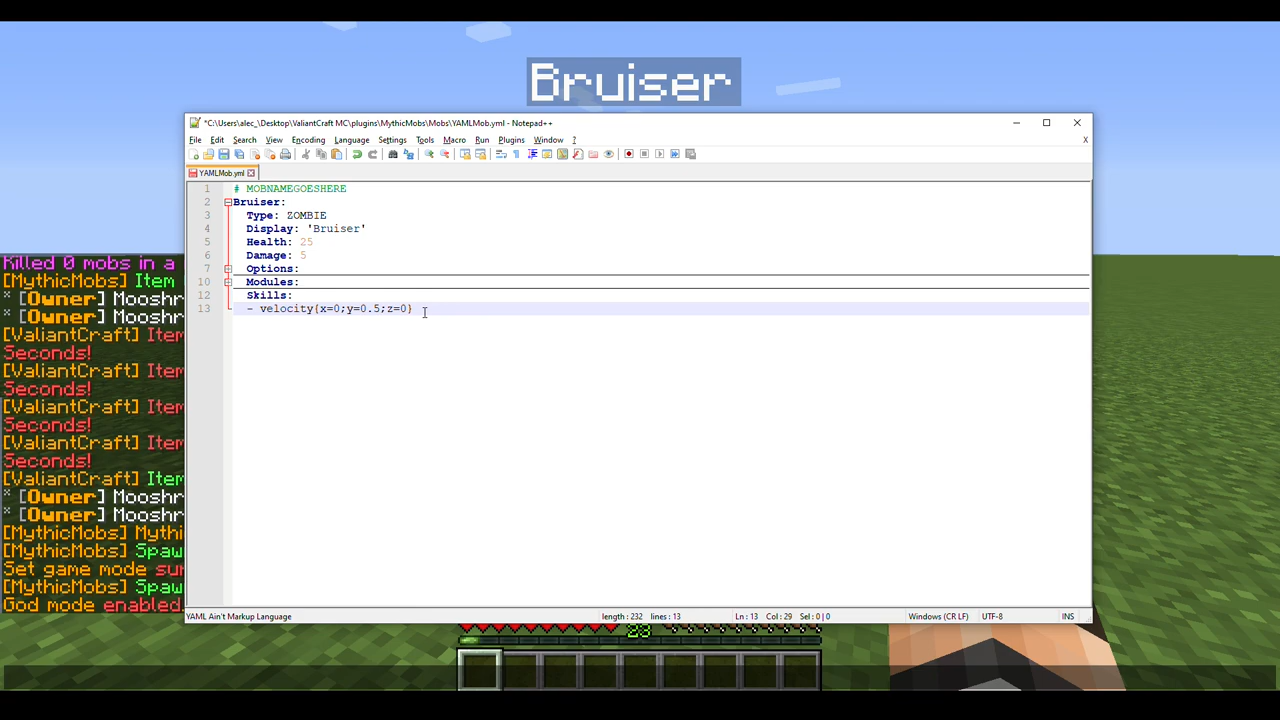 Bruiser
*C:\Users\alec_\Desktop\ValiantCraft MC\plugins\MythicMobs\Mobs\YAMLMob.yml - Notepad++
File Edit Search View Encoding Language Settings Tools Macro Run Plugins Window ? X
YAMLMob.yml
1 # MOBNAMEGOESHERE
2 Bruiser:
3 Type: ZOMBIE
4 Display: 'Bruiser'
5 Health: 25
6 Damage: 5
7 Options:
10 Modules:
12 Skills:
13 - velocity{x=0;y=0.5;z=0}
YAML Ain't Markup Language length : 232 lines : 13 Ln : 13 Col : 29 Sel : 0 | 0 Windows (CR LF) UTF-8 INS
Killed 0 mobs in a
[MythicMobs] Item
* [Owner] Mooshr
* [Owner] Mooshr
[ValiantCraft] Item
Seconds!
[ValiantCraft] Item
Seconds!
[ValiantCraft] Item
Seconds!
[ValiantCraft] Item
Seconds!
[ValiantCraft] Item
* [Owner] Mooshr
* [Owner] Mooshr
[MythicMobs] Mythi
[MythicMobs] Spaw
Set game mode sur
[MythicMobs] Spaw
God mode enabled